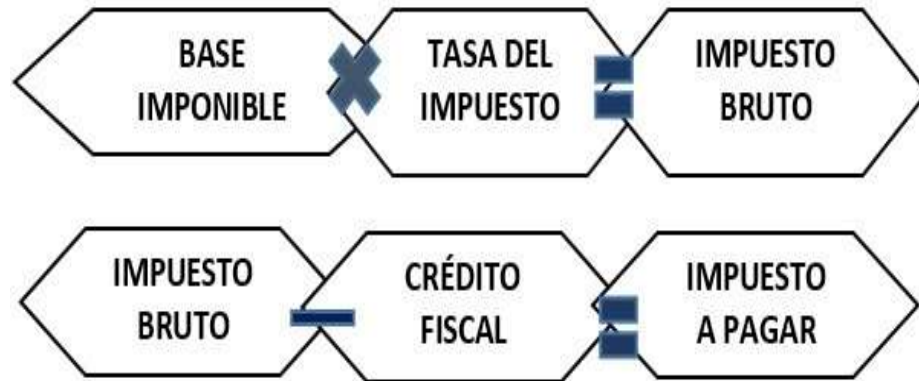 BASE
IMPONIBLE
TASA DEL
IMPUESTO
IMPUESTO
BRUTO
IMPUESTO
BRUTO
CRÉDITO
FISCAL
IMPUESTO
A PAGAR